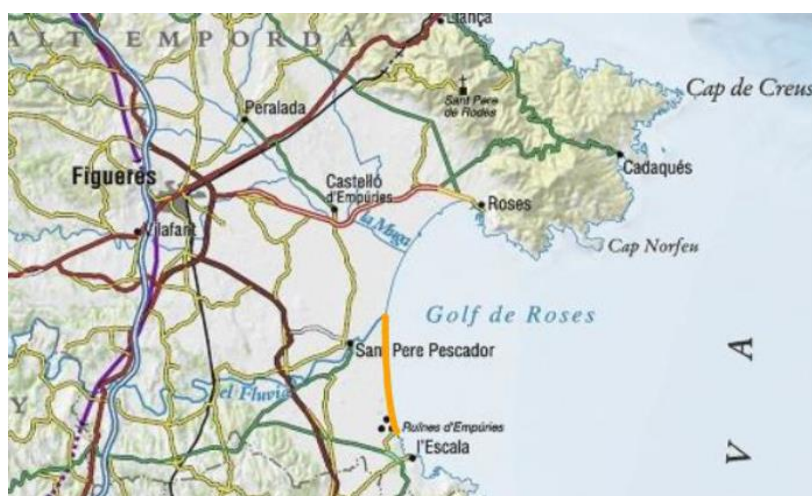 ALT EMPORDÀ
Llançà
Cap de Creus
Sant Pere
de Rodes
Peralada
Figueres
Cadaqués
Castelló
d'Empúries
Roses
Vilafant
la Muga
Cap Norfeu
Golf de Roses
Sant Pere Pescador
A
el Fluvià
Y
Ruïnes d'Empúries
l'Escala
V